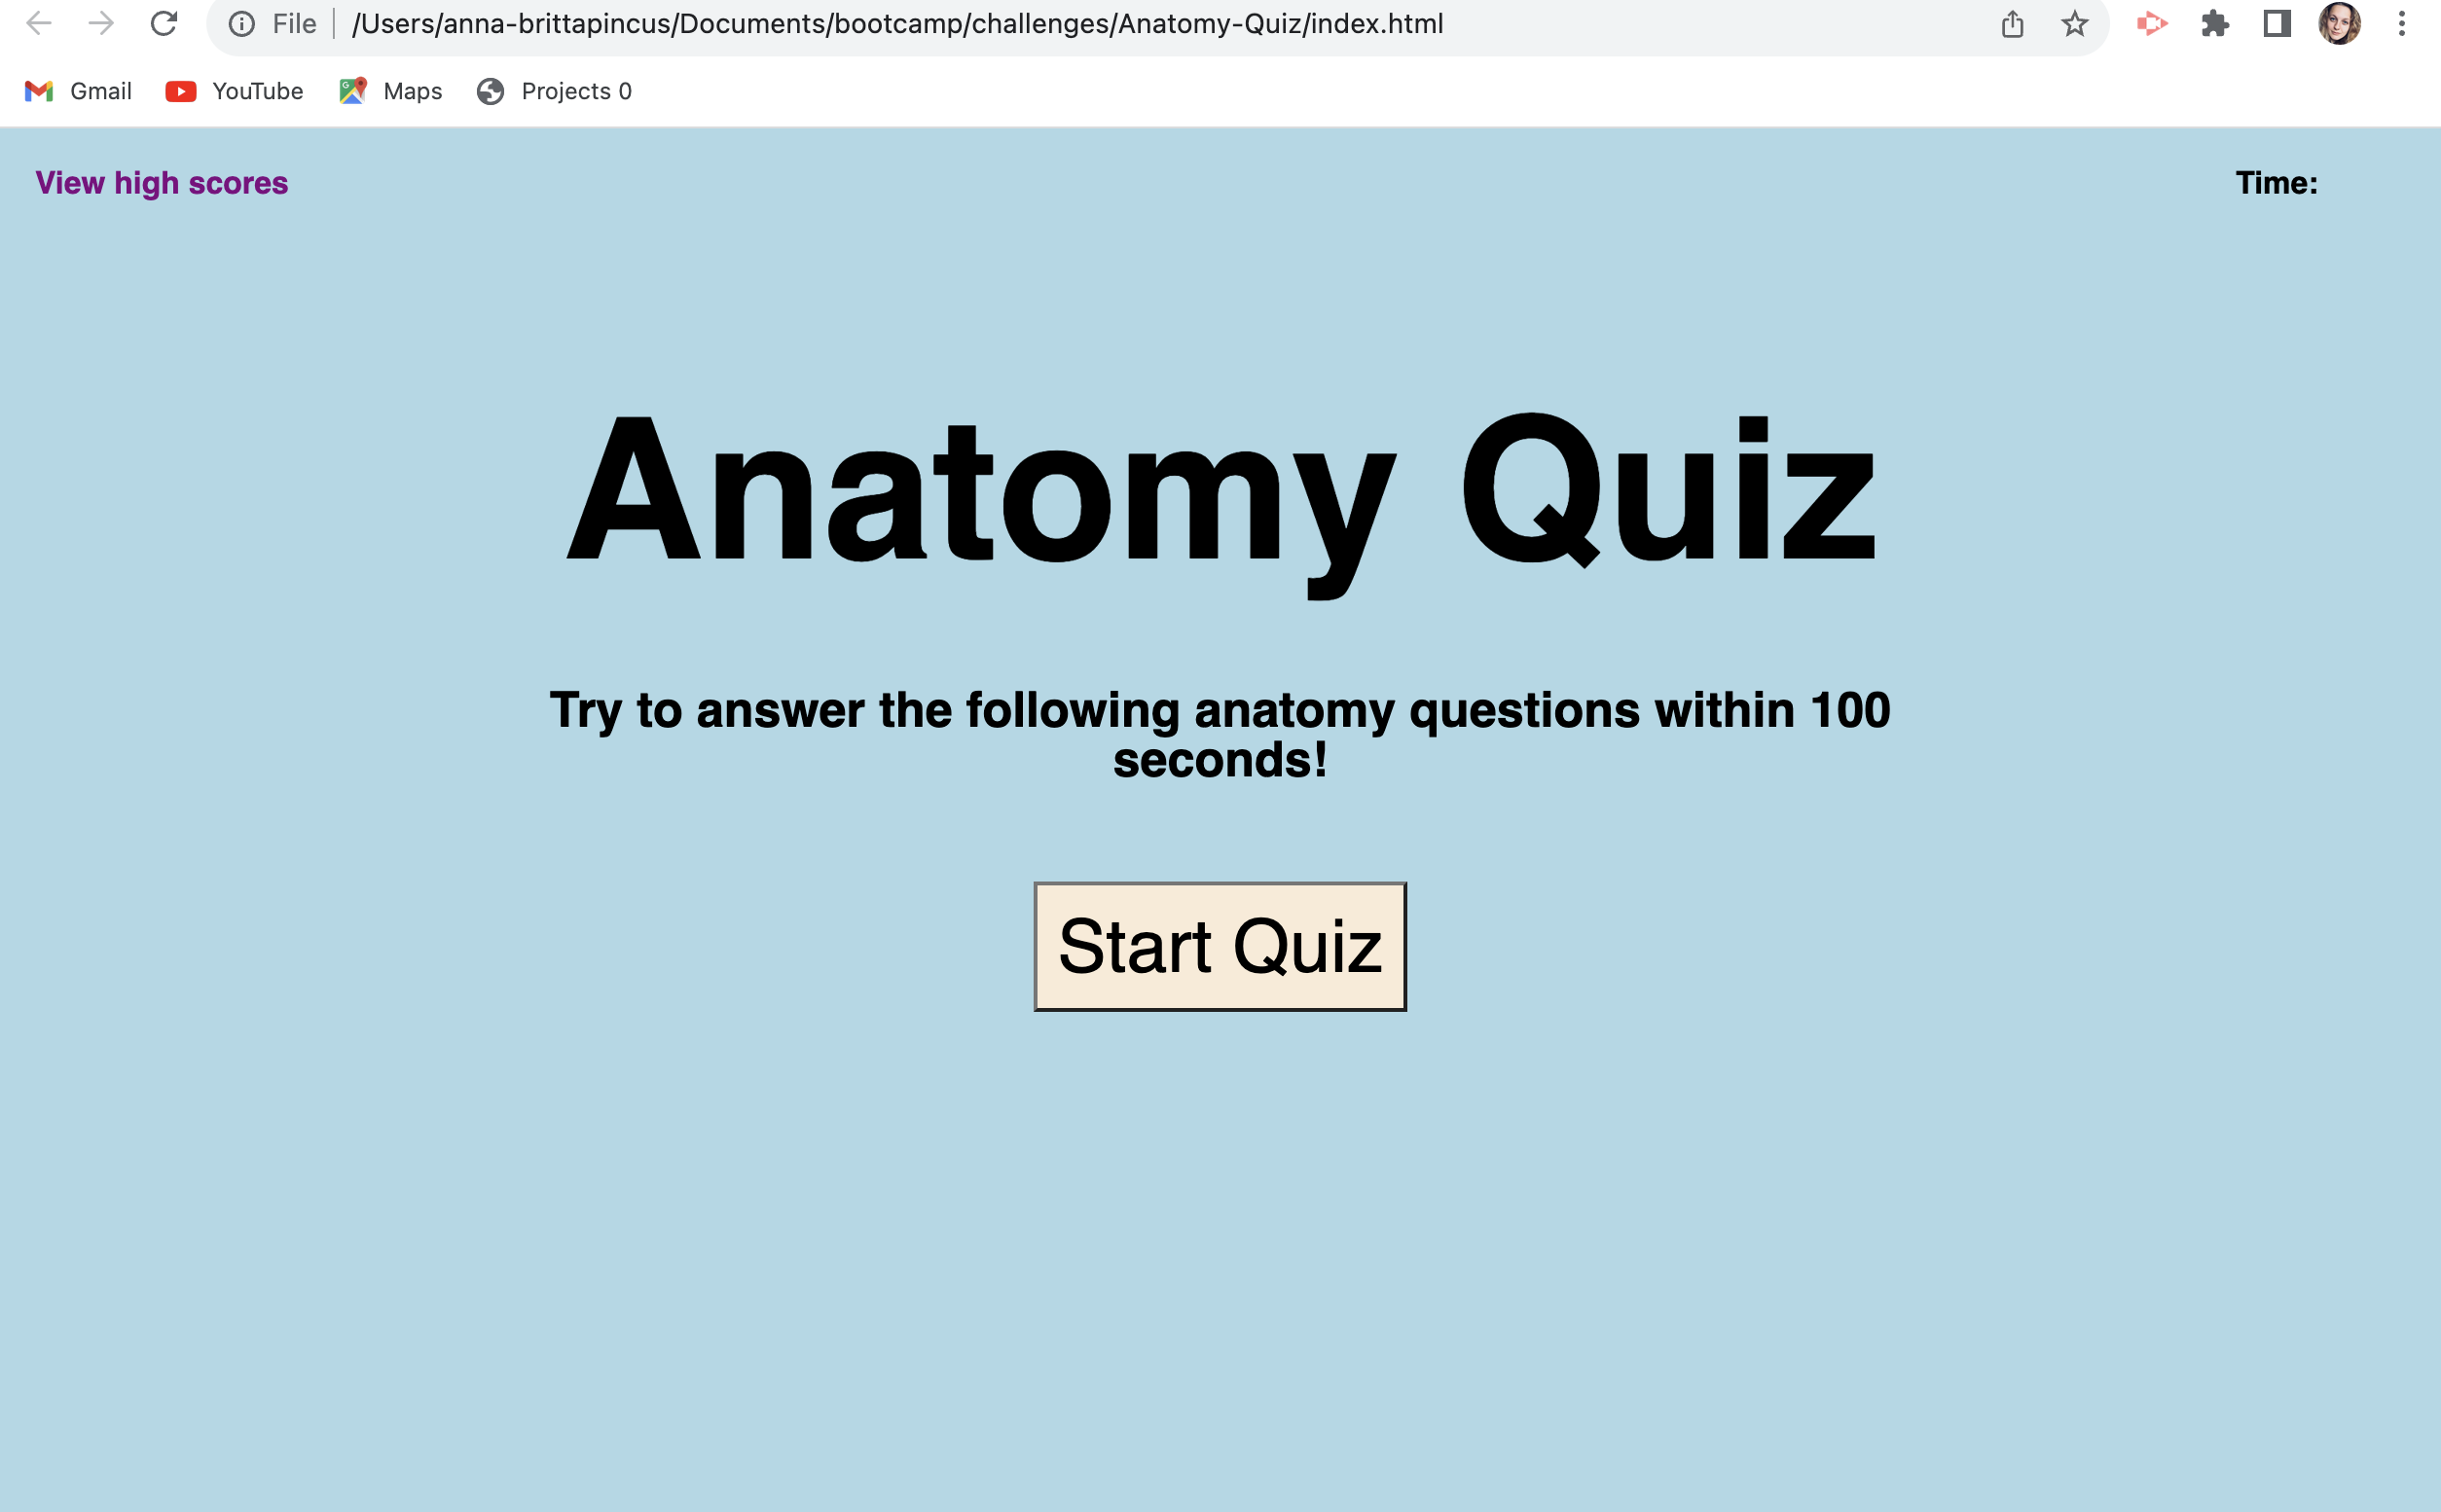 File /Users/anna-brittapincus/Documents/bootcamp/challenges/Anatomy-Quiz/index.html
Gmail YouTube Maps Projects 0
View high scores Time:
Anatomy Quiz
Try to answer the following anatomy questions within 100
seconds!
Start Quiz